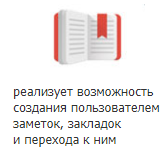 реализует возможность
создания пользователем
заметок, закладок
и перехода к ним